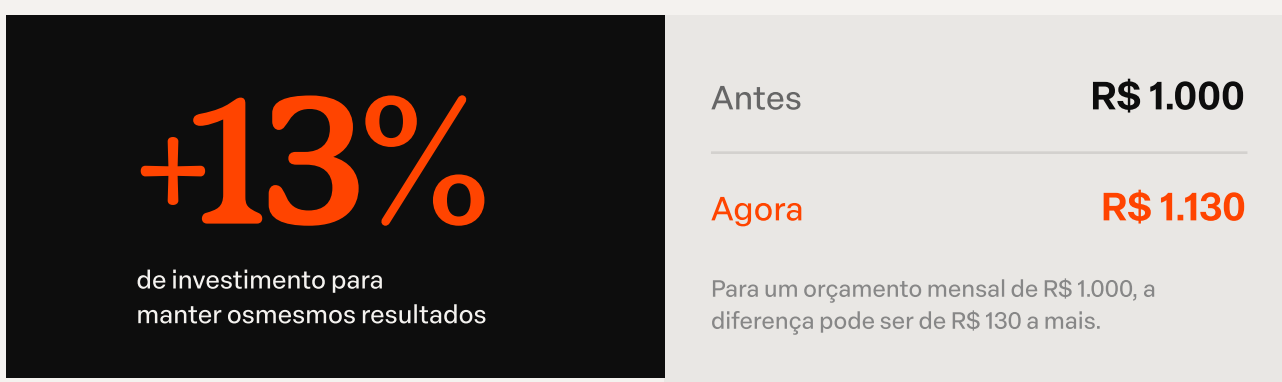 +13%
de investimento para
manter osmesmos resultados
Antes
R$ 1.000
Agora
R$ 1.130
Para um orçamento mensal de R$ 1.000, a
diferença pode ser de R$ 130 a mais.